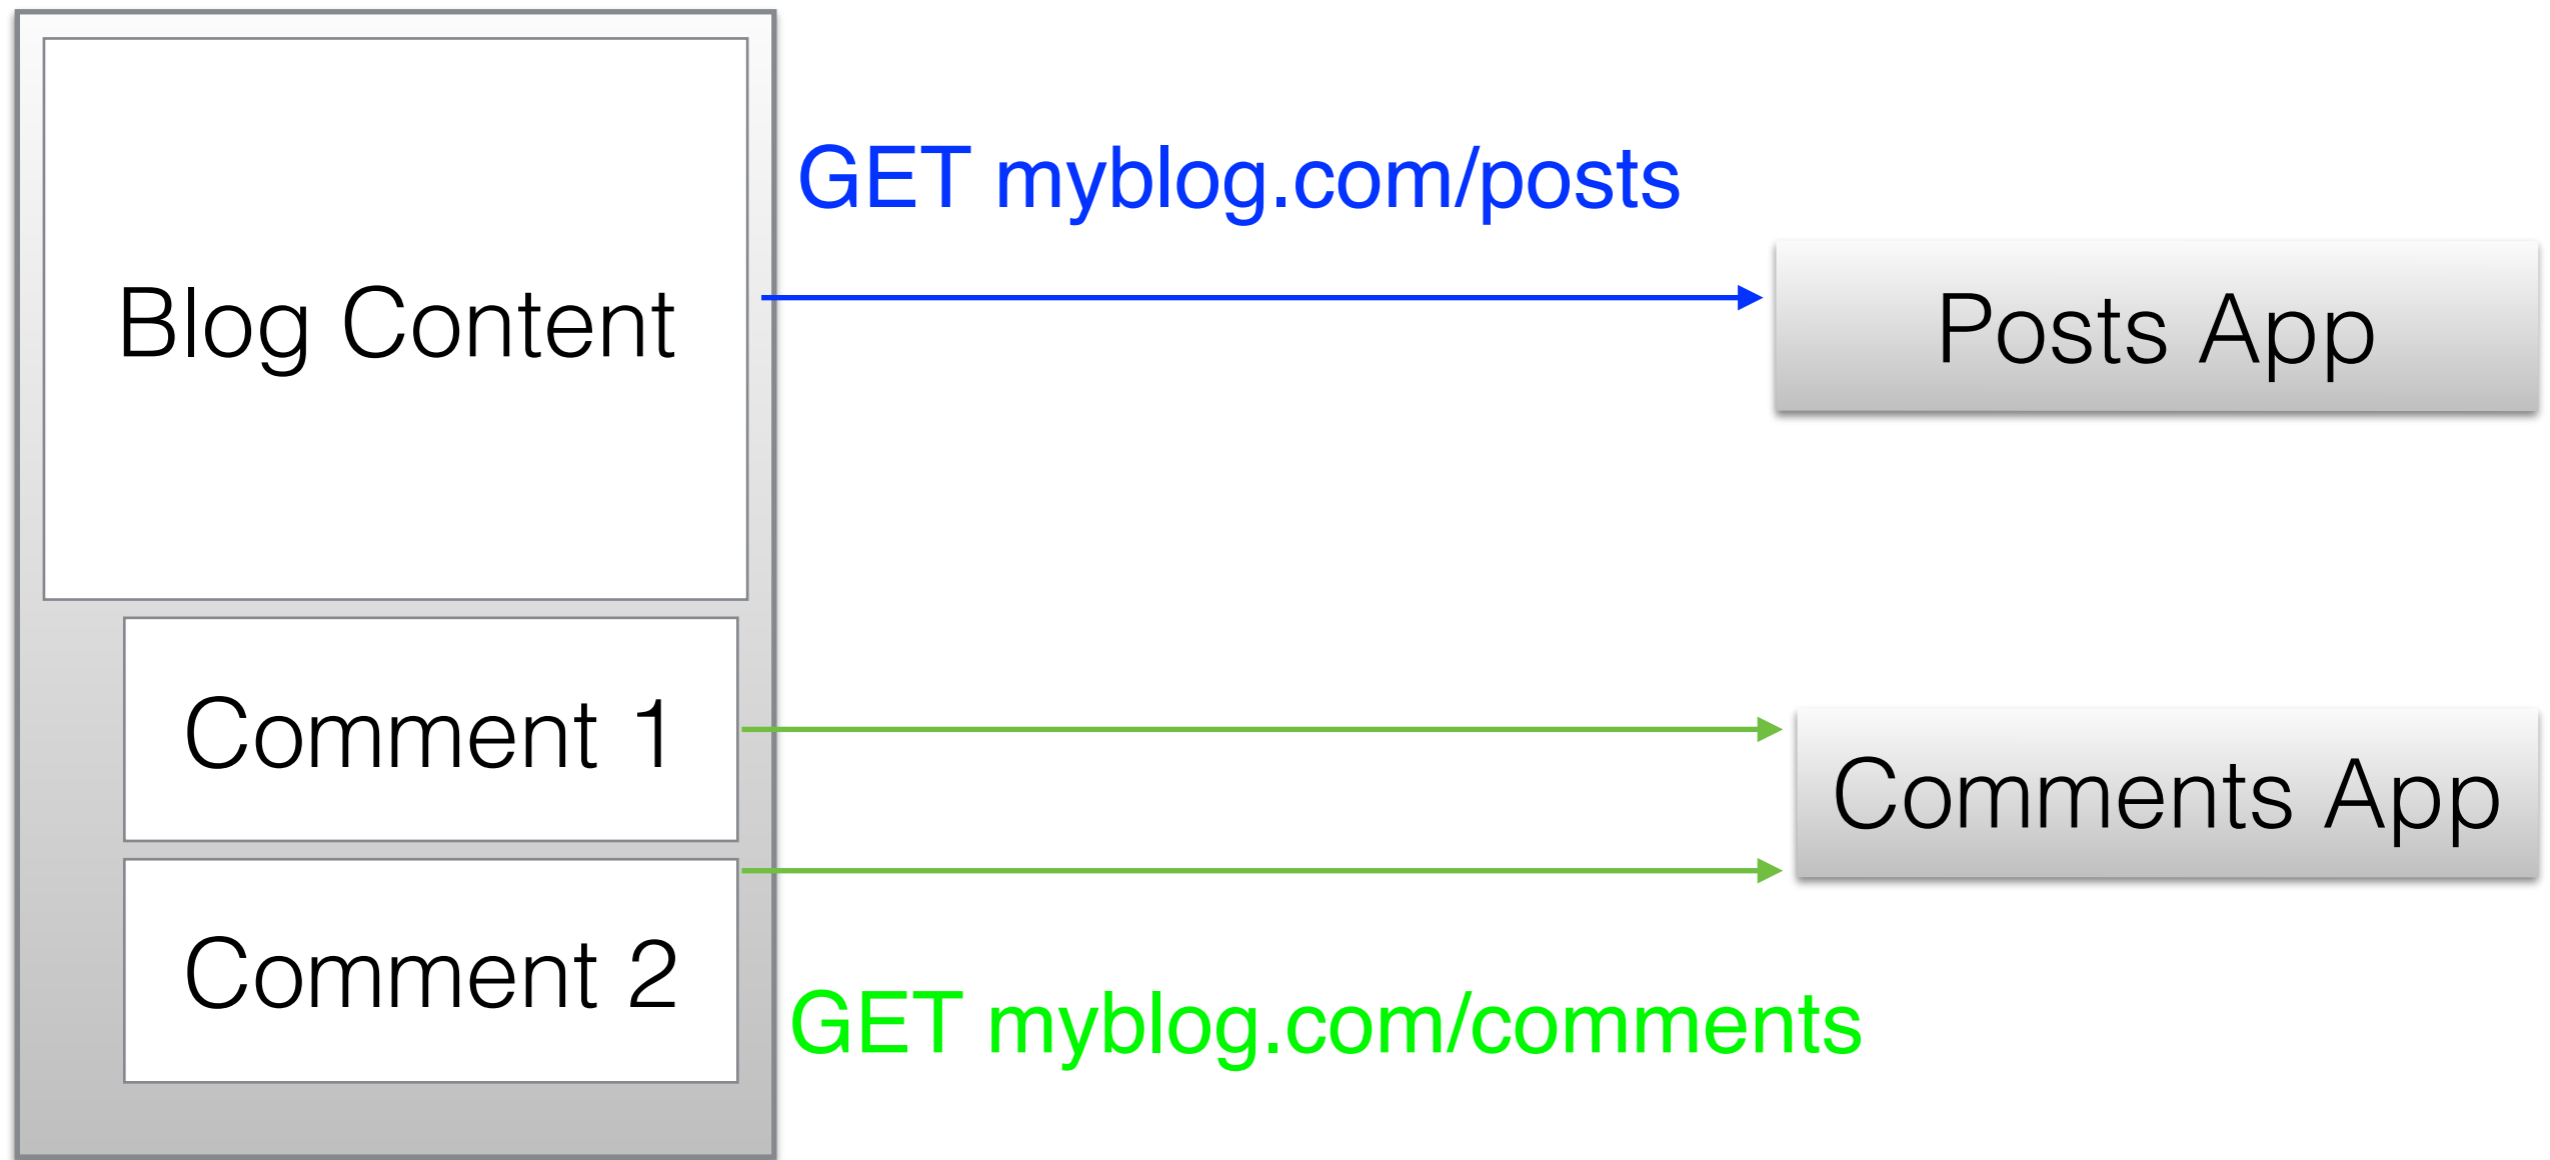 GET myblog.com/posts
Blog Content
Posts App
Comment 1
Comments App
Comment 2
GET myblog.com/comments